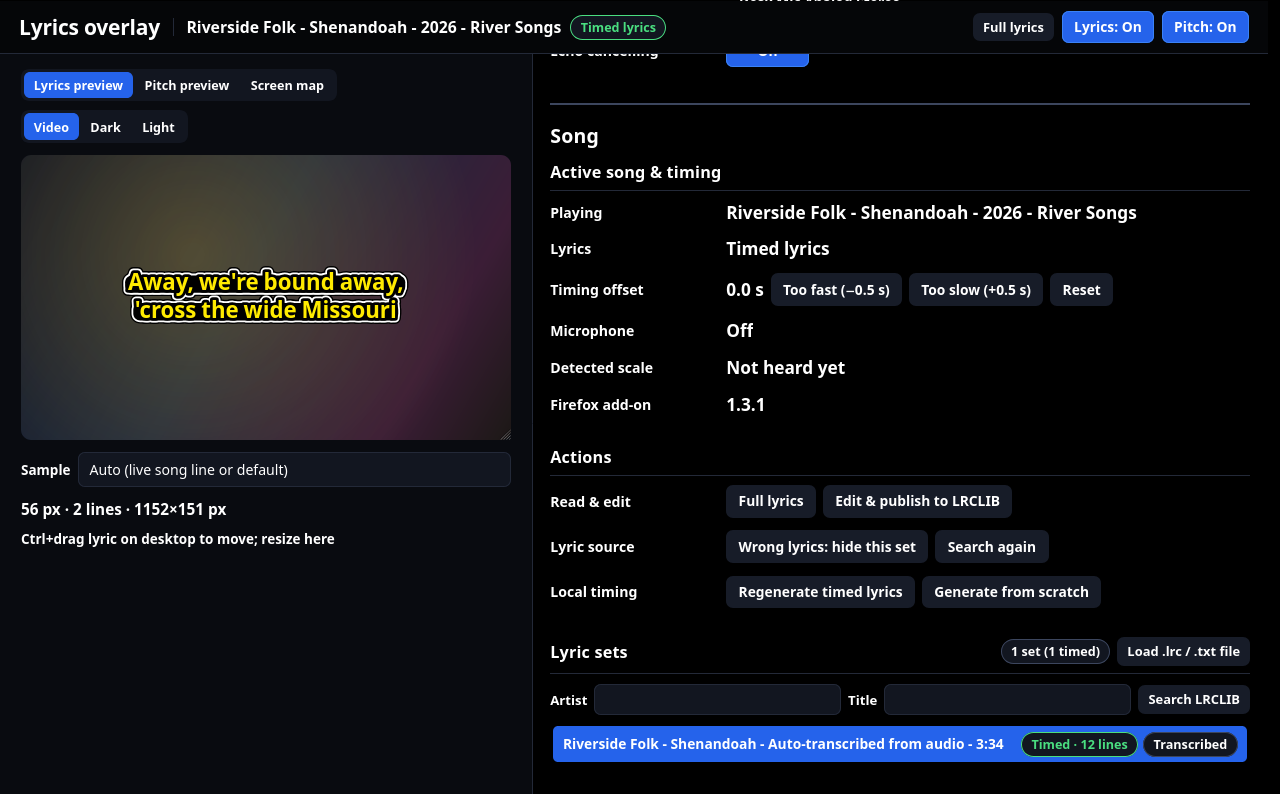 Lyrics overlay
Riverside Folk - Shenandoah - 2026 - River Songs
Timed lyrics
Full lyrics
Lyrics: On
Pitch: On
Lyrics preview
Pitch preview
Screen map
Video
Dark
Light
Away, we're bound away,
'cross the wide Missouri
Sample
Auto (live song line or default)
56 px · 2 lines · 1152×151 px
Ctrl+drag lyric on desktop to move; resize here
Song
Active song & timing
Playing
Riverside Folk - Shenandoah - 2026 - River Songs
Lyrics
Timed lyrics
Timing offset
0.0 s
Too fast (−0.5 s)
Too slow (+0.5 s)
Reset
Microphone
Off
Detected scale
Not heard yet
Firefox add-on
1.3.1
Actions
Read & edit
Full lyrics
Edit & publish to LRCLIB
Lyric source
Wrong lyrics: hide this set
Search again
Local timing
Regenerate timed lyrics
Generate from scratch
Lyric sets
1 set (1 timed)
Load .lrc / .txt file
Artist
Title
Search LRCLIB
Riverside Folk - Shenandoah - Auto-transcribed from audio - 3:34
Timed · 12 lines
Transcribed